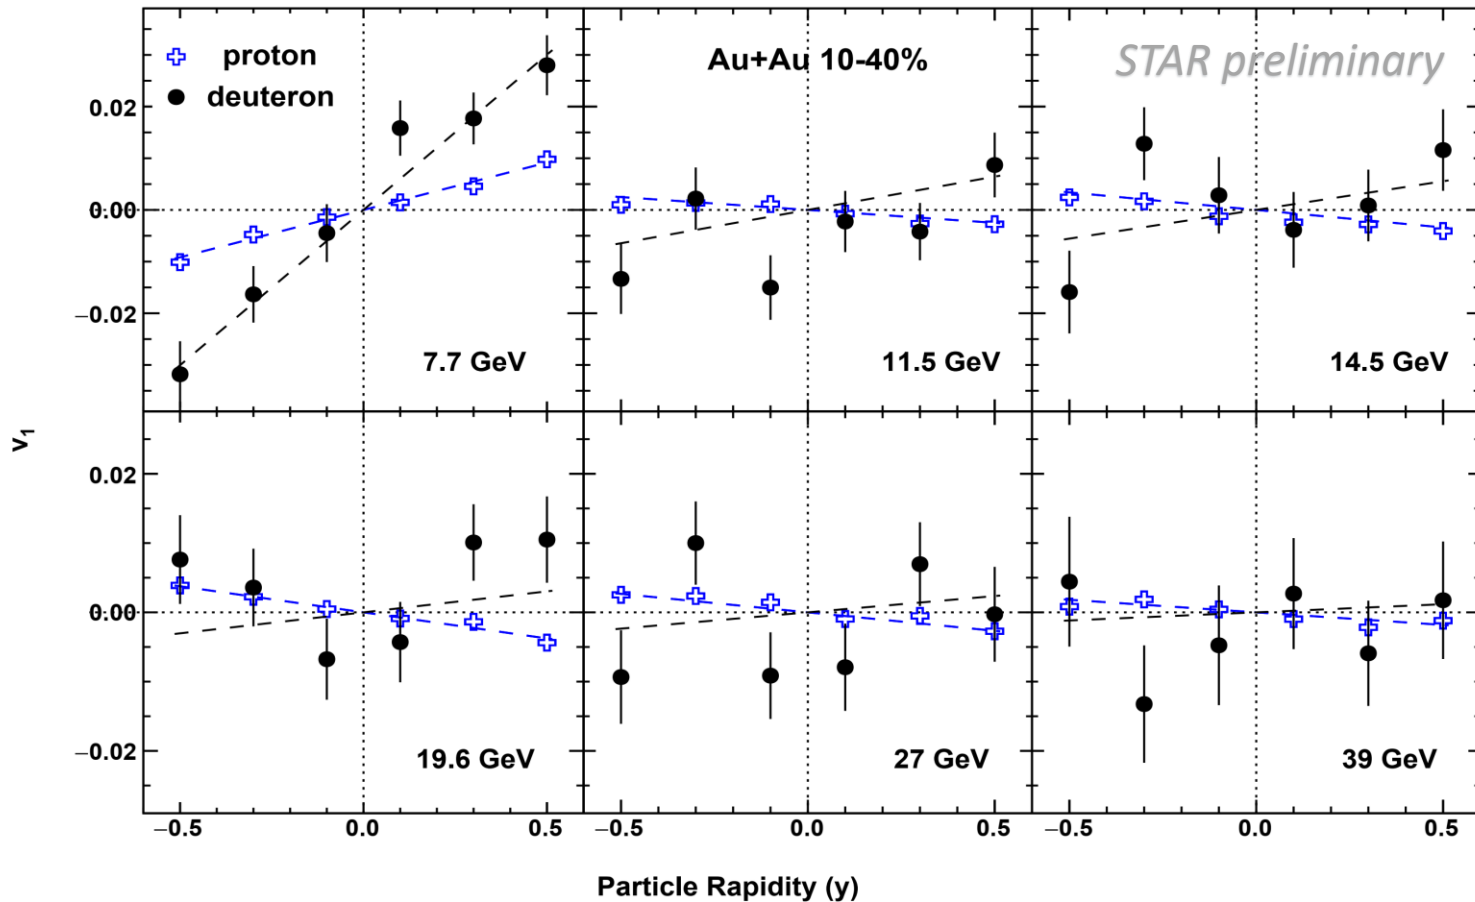 proton
deuteron
Au+Au 10-40%
STAR preliminary
0.02
0.00
−0.02
7.7 GeV
11.5 GeV
14.5 GeV
v1
0.02
0.00
−0.02
19.6 GeV
27 GeV
39 GeV
−0.5 0.0 0.5 −0.5 0.0 0.5 −0.5 0.0 0.5
Particle Rapidity (y)